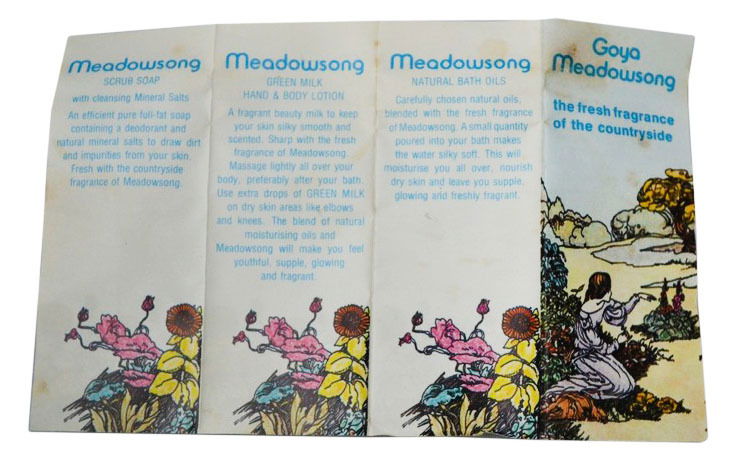 Meadowsong
SCRUB SOAP
with cleansing Mineral Salts
An efficient pure full-fat soap
containing a deodorant and
natural mineral salts to draw dirt
and impurities from your skin.
Fresh with the countryside
fragrance of Meadowsong.
Meadowsong
GREEN MILK
HAND & BODY LOTION
A fragrant beauty milk to keep
your skin silky smooth and
scented. Sharp with the fresh
fragrance of Meadowsong.
Massage lightly all over your
body, preferably after your bath.
Use extra drops of GREEN MILK
on dry skin areas like elbows
and knees. The blend of natural
moisturising oils and
Meadowsong will make you feel
youthful, supple, glowing
and fragrant.
Meadowsong
NATURAL BATH OILS
Carefully chosen natural oils,
blended with the fresh fragrance
of Meadowsong. A small quantity
poured into your bath makes
the water silky soft. This will
moisturise you all over, nourish
dry skin and leave you supple,
glowing and freshly fragrant.
Goya
Meadowsong
the fresh fragrance
of the countryside